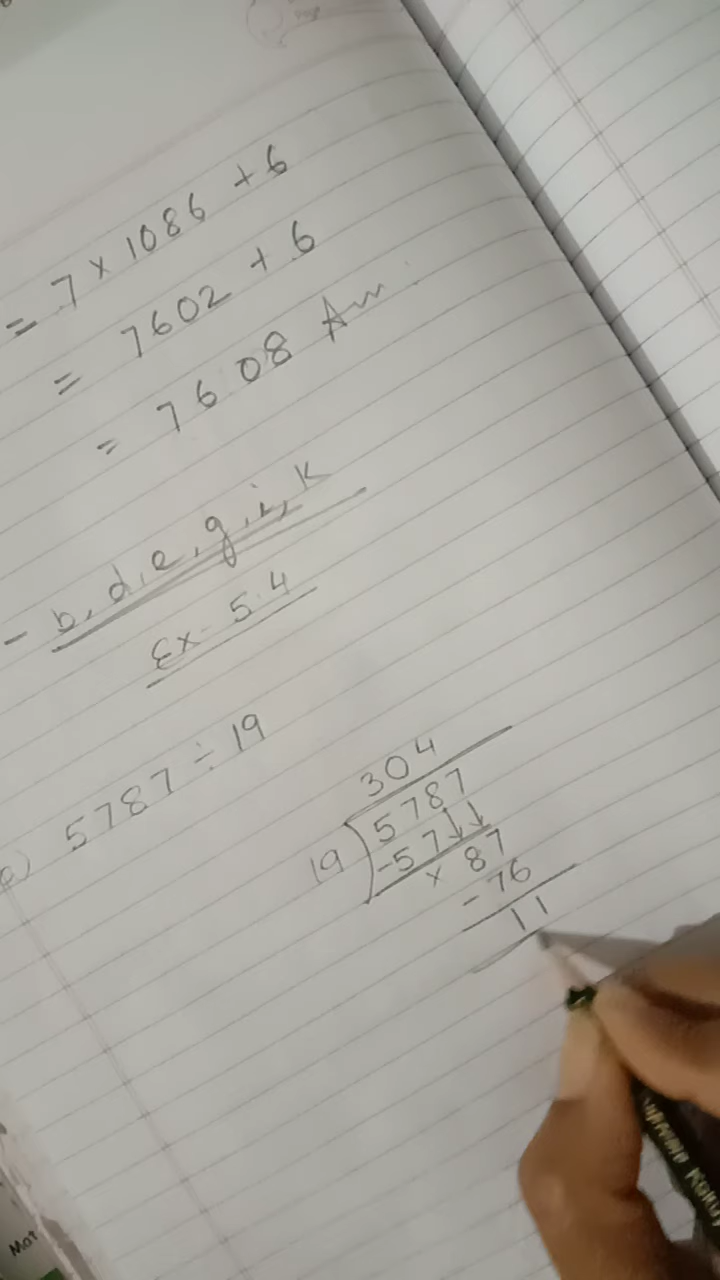 = 7 × 1086 + 6
= 7602 + 6
= 7608 Ans.
- b, d, e, g, i, k
Ex- 5.4
a) 5787 ÷ 19
304
19 5787
-57
× 87
- 76
11